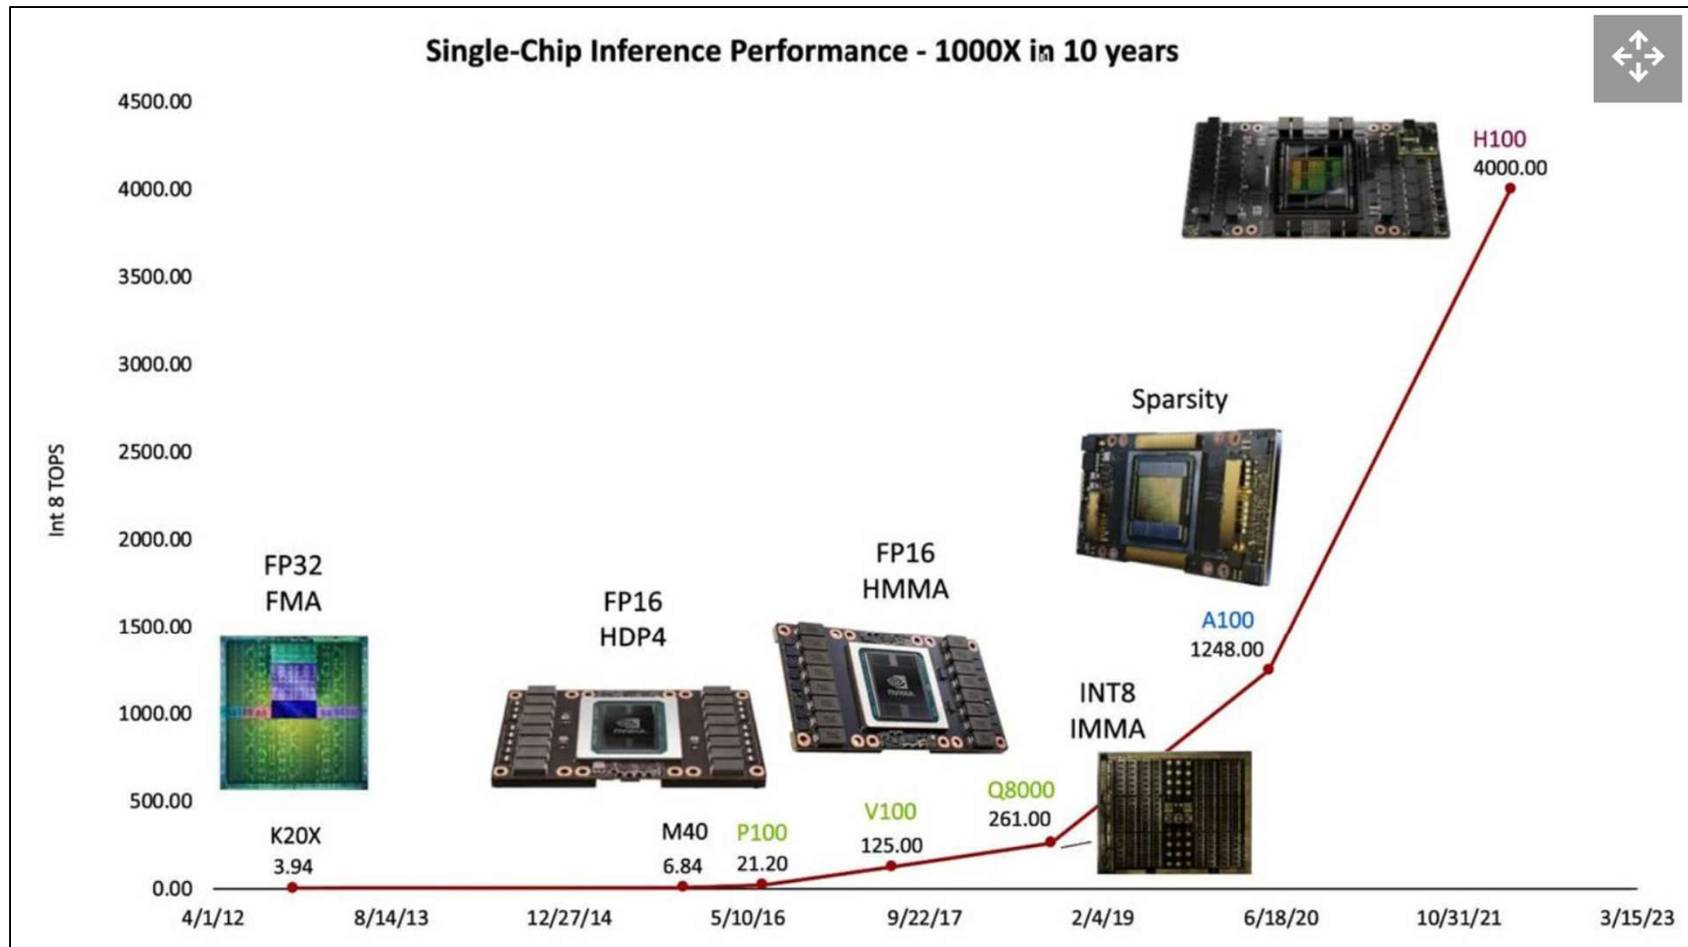 Single-Chip Inference Performance - 1000X in 10 years
4500.00
4000.00
3500.00
3000.00
2500.00
2000.00
1500.00
1000.00
500.00
0.00
Int 8 TOPS
FP32
FMA
K20X
3.94
FP16
HDP4
M40
6.84
P100
21.20
FP16
HMMA
V100
125.00
Q8000
261.00
INT8
IMMA
Sparsity
A100
1248.00
H100
4000.00
4/1/12
8/14/13
12/27/14
5/10/16
9/22/17
2/4/19
6/18/20
10/31/21
3/15/23